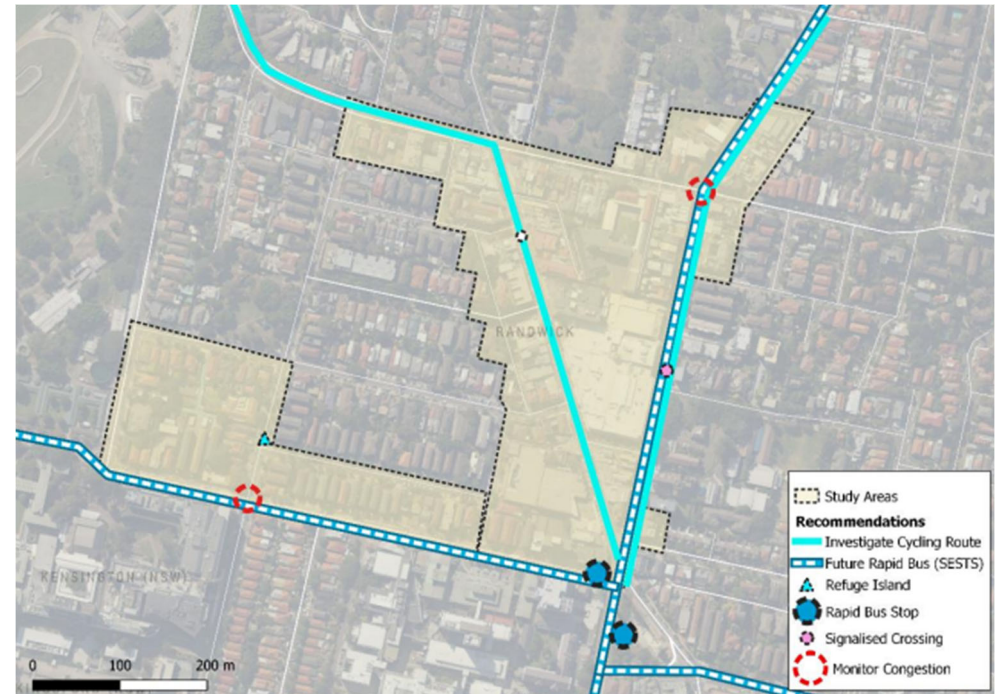 RANDWICK
KENSINGTON (NSW)
0 100 200 m
Study Areas
Recommendations
Investigate Cycling Route
Future Rapid Bus (SESTS)
Refuge Island
Rapid Bus Stop
Signalised Crossing
Monitor Congestion